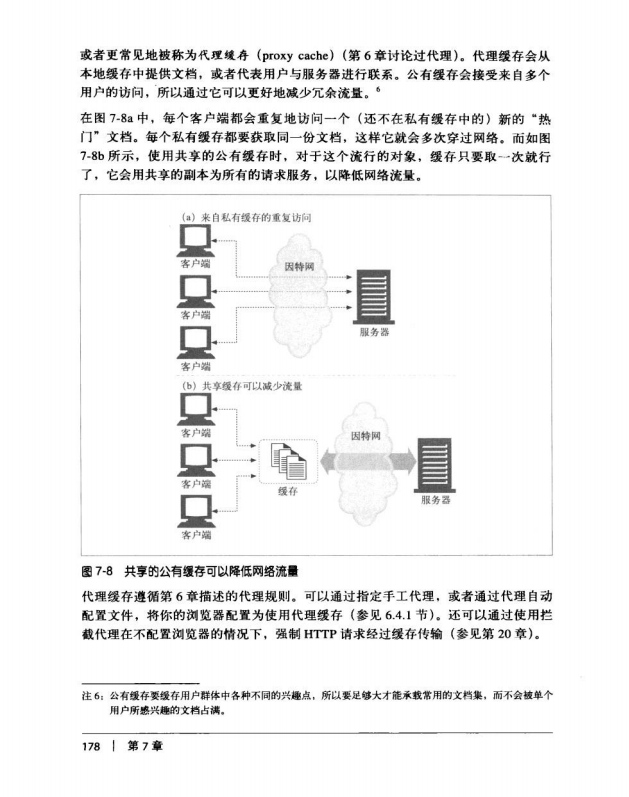 或者更常见地被称为代理缓存（proxy cache）（第 6 章讨论过代理）。代理缓存会从
本地缓存中提供文档，或者代表用户与服务器进行联系。公有缓存会接受来自多个
用户的访问，所以通过它可以更好地减少冗余流量。6
在图 7-8a 中，每个客户端都会重复地访问一个（还不在私有缓存中的）新的“热
门”文档。每个私有缓存都要获取同一份文档，这样它就会多次穿过网络。而如图
7-8b 所示，使用共享的公有缓存时，对于这个流行的对象，缓存只要取一次就行
了，它会用共享的副本为所有的请求服务，以降低网络流量。
（a）来自私有缓存的重复访问
客户端
因特网
客户端
服务器
客户端
（b）共享缓存可以减少流量
客户端
因特网
客户端
缓存
服务器
客户端
图 7-8 共享的公有缓存可以降低网络流量
代理缓存遵循第 6 章描述的代理规则。可以通过指定手工代理，或者通过代理自动
配置文件，将你的浏览器配置为使用代理缓存（参见 6.4.1 节）。还可以通过使用拦
截代理在不配置浏览器的情况下，强制 HTTP 请求经过缓存传输（参见第 20 章）。
注 6：公有缓存要缓存用户群体中各种不同的兴趣点，所以要足够大才能承载常用的文档集，而不会被单个
用户所感兴趣的文档占满。
178 | 第 7 章